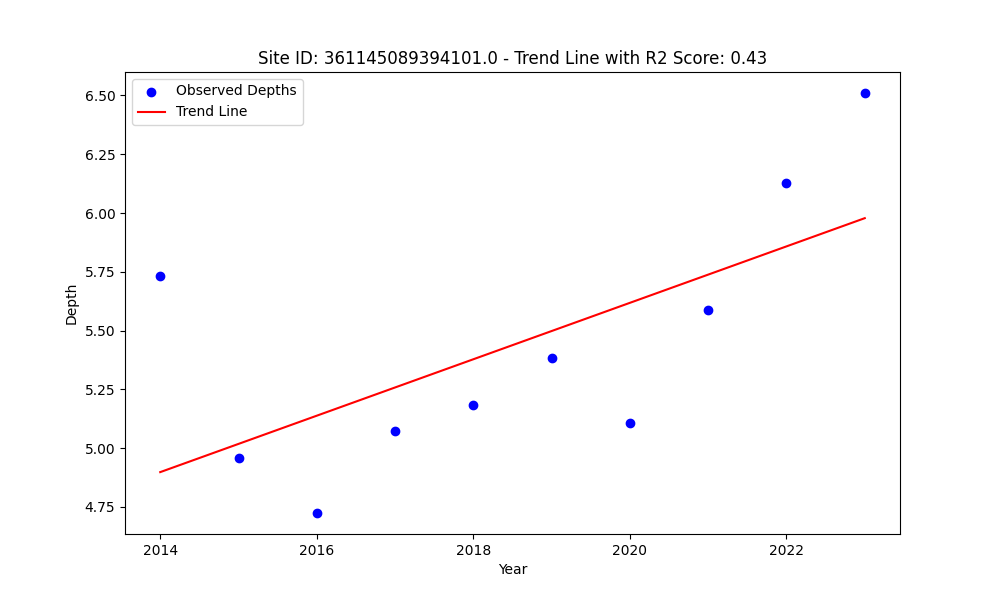 Site ID: 361145089394101.0 - Trend Line with R2 Score: 0.43
Observed Depths
Trend Line
Depth
6.50
6.25
6.00
5.75
5.50
5.25
5.00
4.75
2014 2016 2018 2020 2022
Year